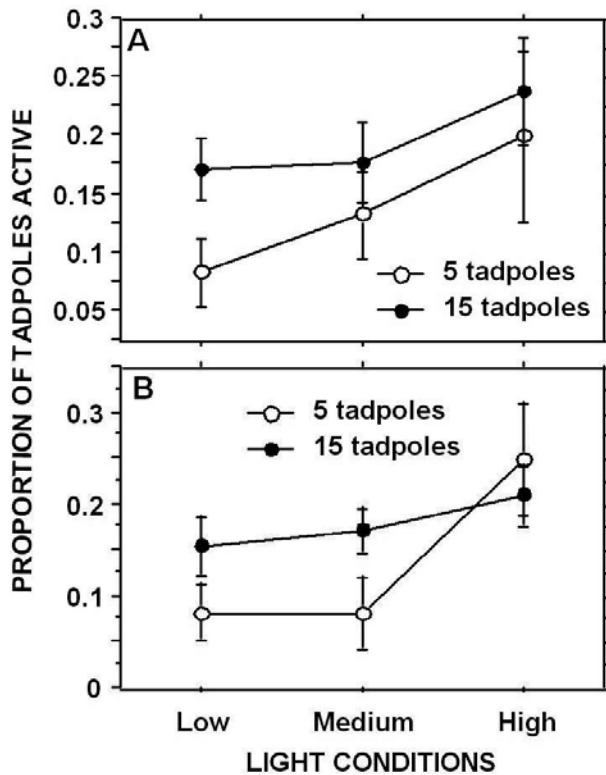 PROPORTION OF TADPOLES ACTIVE
A
0.3
0.25
0.2
0.15
0.1
0.05
5 tadpoles
15 tadpoles
B
5 tadpoles
15 tadpoles
0.3
0.2
0.1
0
Low Medium High
LIGHT CONDITIONS